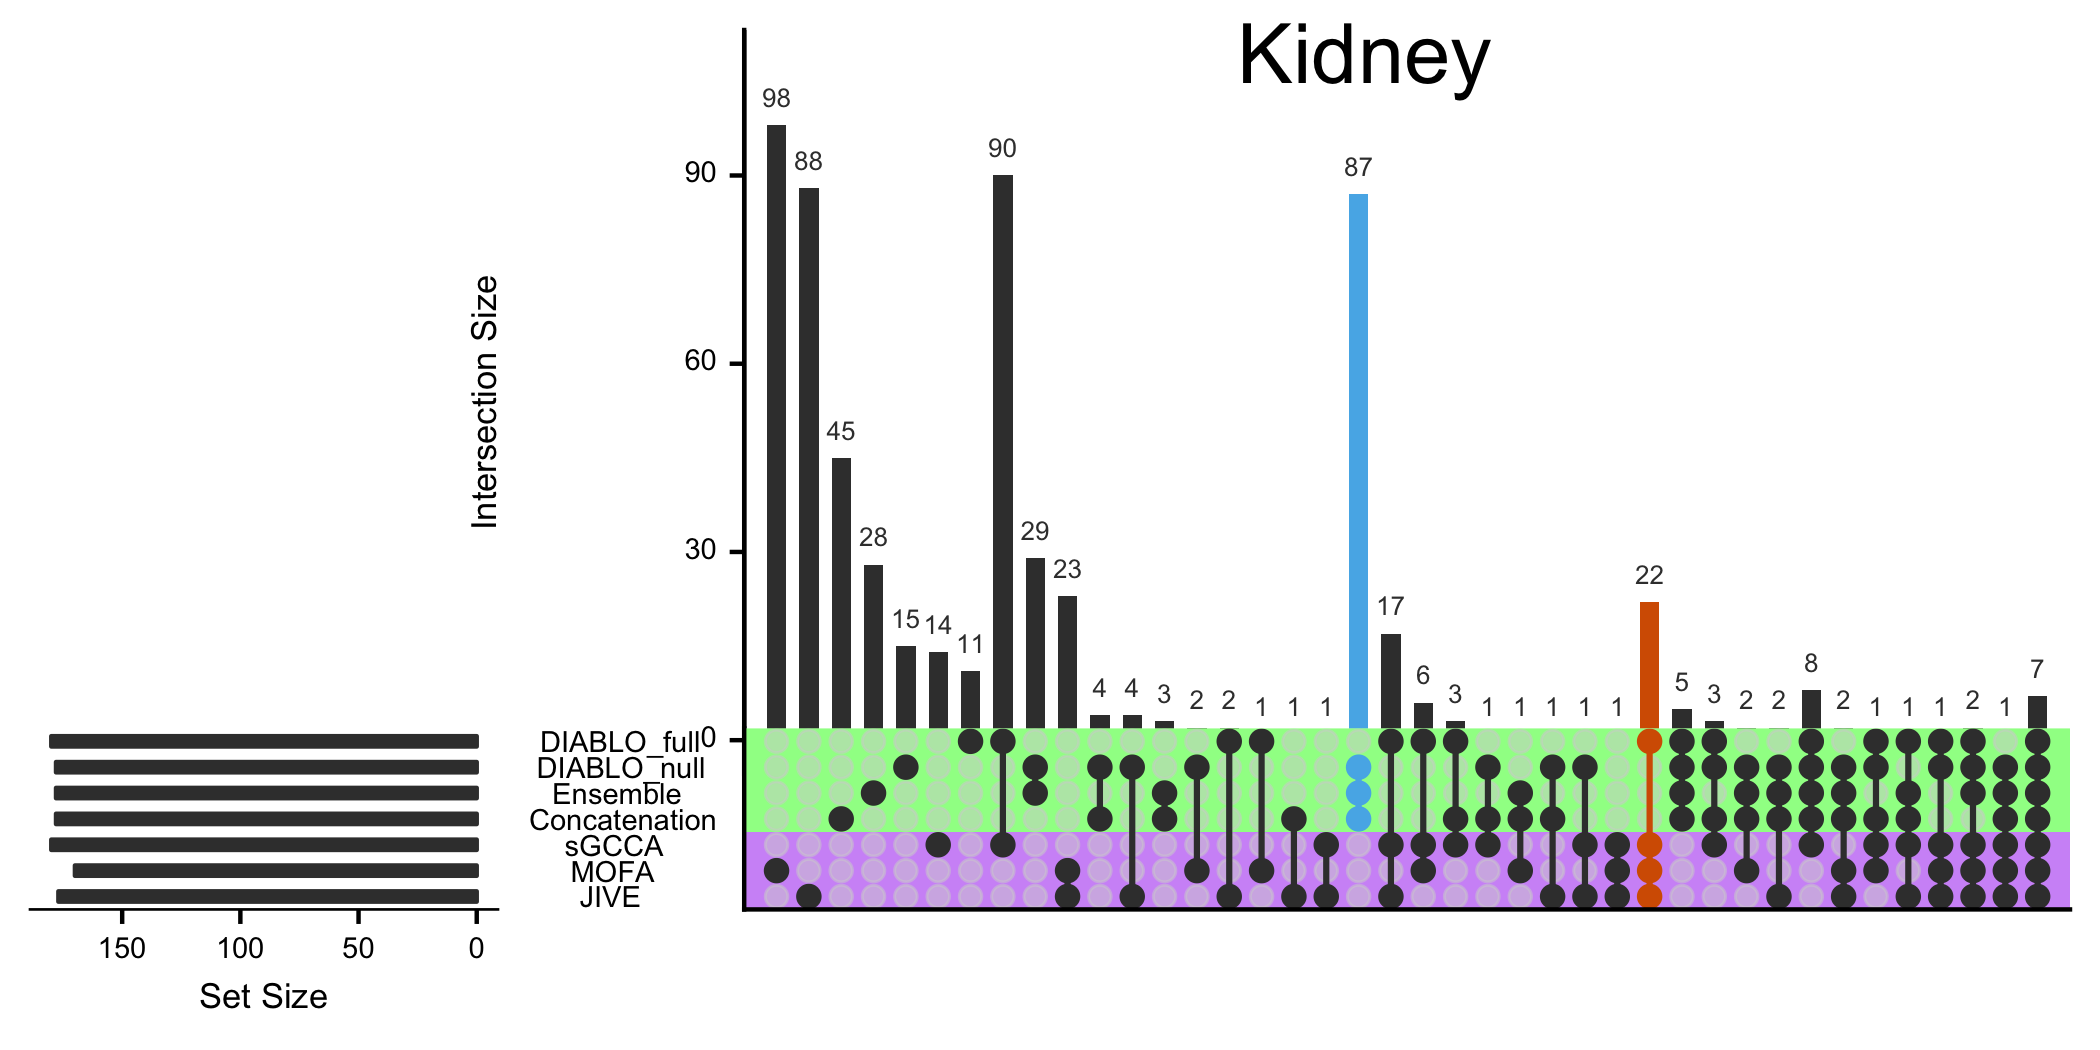 Kidney
98 88 45 28 15 14 11 90 29 23 4 4 3 2 2 1 1 1 87 17 6 3 1 1 1 1 1 22 5 3 2 2 8 2 1 1 1 2 1 7
Intersection Size
90
60
30
0
DIABLO_full
DIABLO_null
Ensemble
Concatenation
sGCCA
MOFA
JIVE
150 100 50 0
Set Size